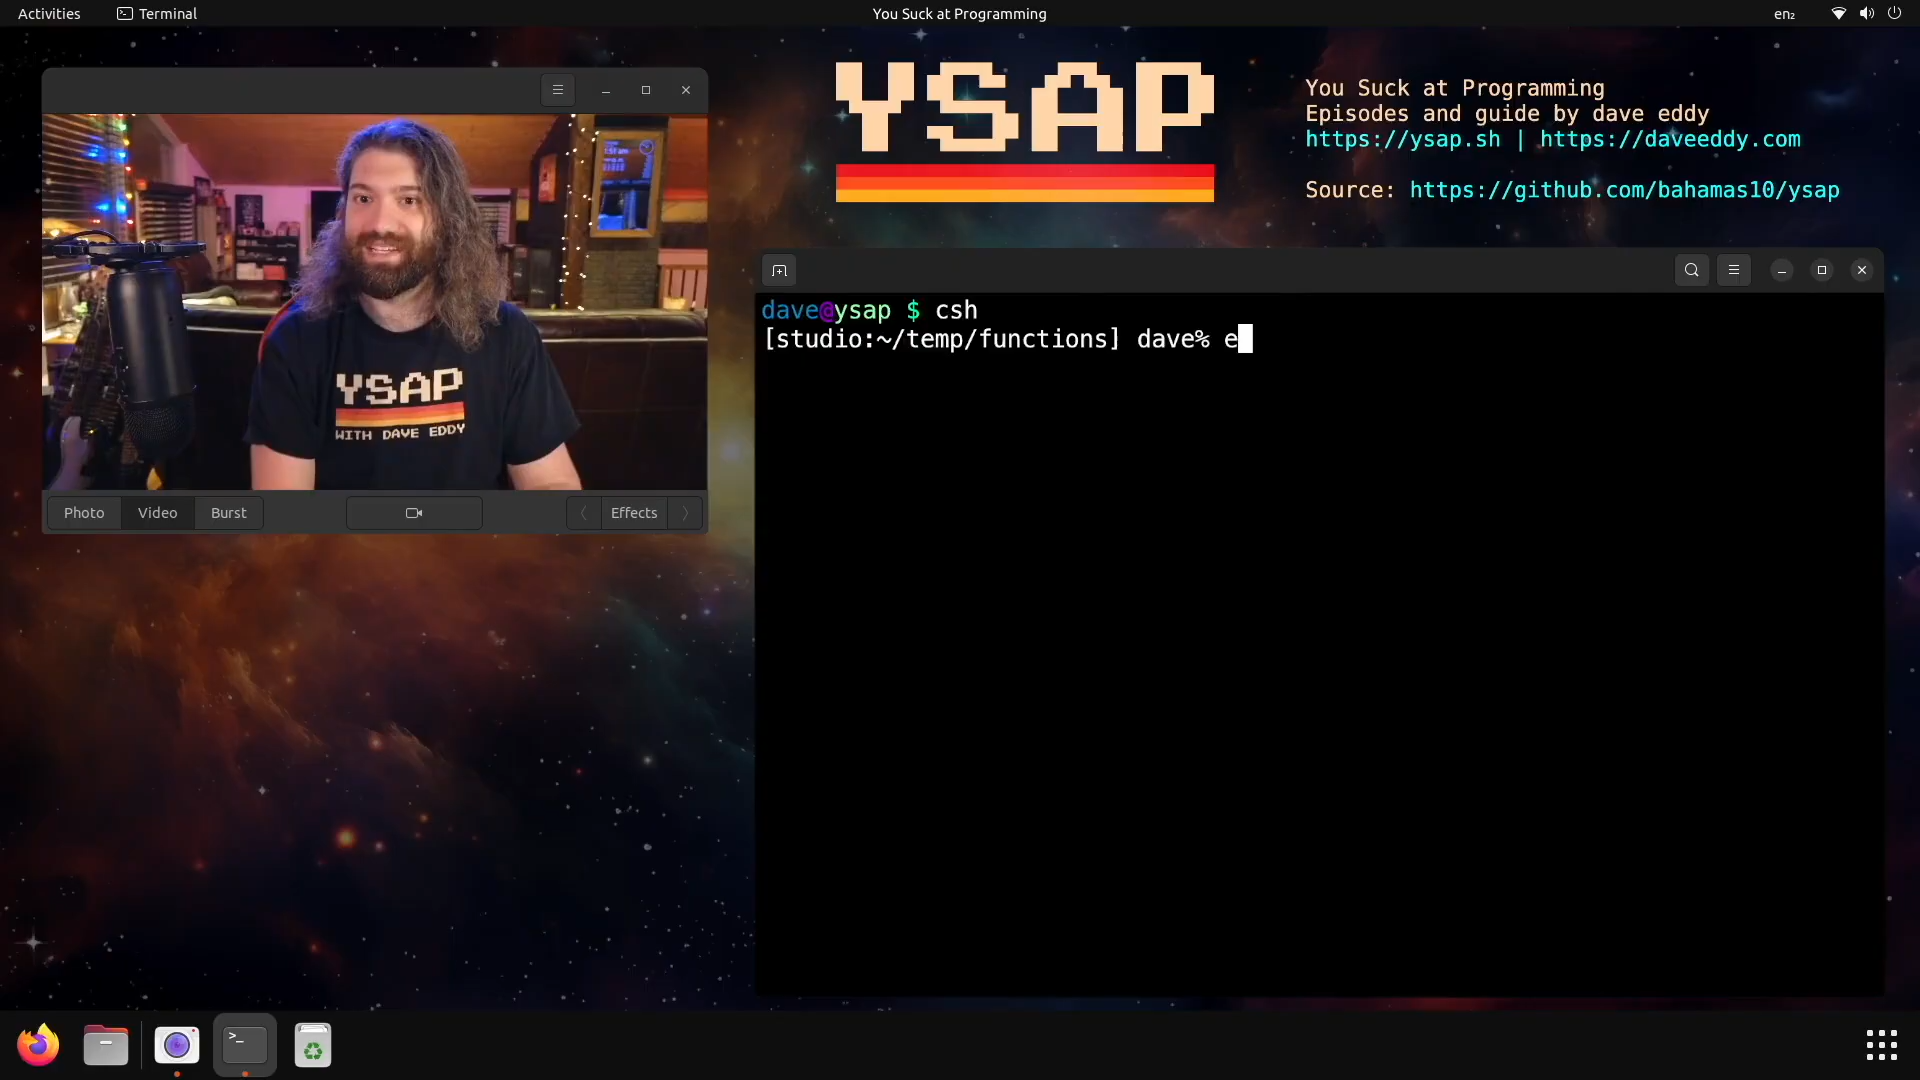 Activities
Terminal
You Suck at Programming
en₂
YSAP
You Suck at Programming
Episodes and guide by dave eddy
https://ysap.sh | https://daveeddy.com
Source: https://github.com/bahamas10/ysap
YSAP
WITH DAVE EDDY
Photo
Video
Burst
Effects
dave@ysap $ csh
[studio:~/temp/functions] dave% e